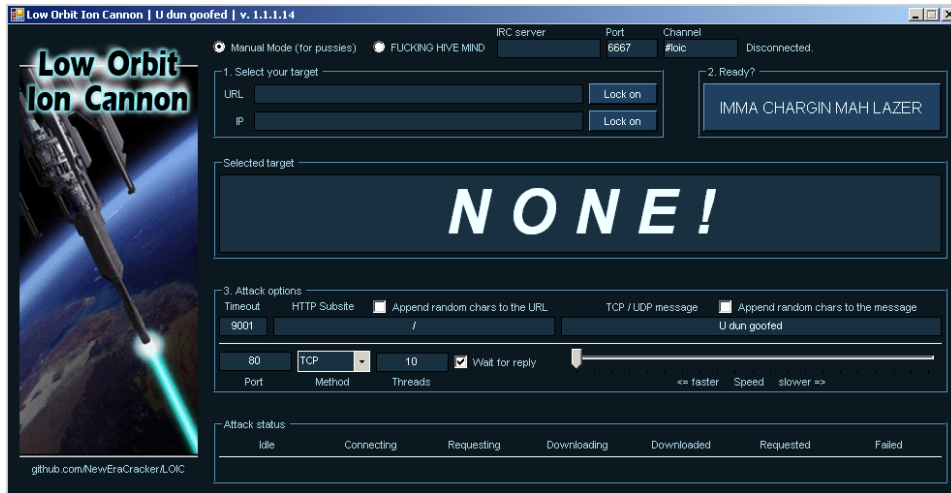 Low Orbit Ion Cannon | U dun goofed | v. 1.1.1.14
Low Orbit
Ion Cannon
github.com/NewEraCracker/LOIC
IRC server Port Channel
Manual Mode (for pussies) FUCKING HIVE MIND 6667 #loic Disconnected.
1. Select your target
URL Lock on
IP Lock on
2. Ready?
IMMA CHARGIN MAH LAZER
Selected target
NONE!
3. Attack options
Timeout HTTP Subsite Append random chars to the URL TCP / UDP message Append random chars to the message
9001 / U dun goofed
80 TCP 10 Wait for reply
Port Method Threads <= faster Speed slower =>
Attack status
Idle Connecting Requesting Downloading Downloaded Requested Failed